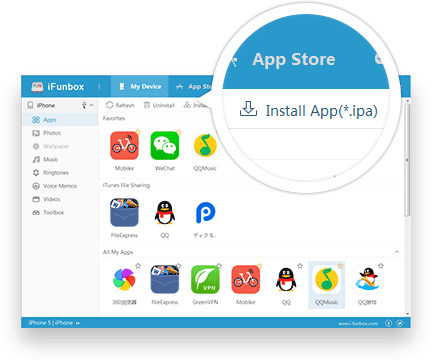 App Store
Install App(*.ipa)
iFunbox
My Device
App Sto
iPhone
Refresh
Uninstall
Insta
Apps
Photos
Wallpaper
Music
Ringtones
Voice Memos
Videos
Toolbox
Favorites
Mobike
WeChat
QQMusic
iTunes File Sharing
FileExpress
QQ
ディクタ..
All My Apps
360浏览器
FileExpress
GreenVPN
Mobike
QQ
QQMusic
QQ游戏
VPN
iPhone 5 | iPhone
www.i-funbox.com